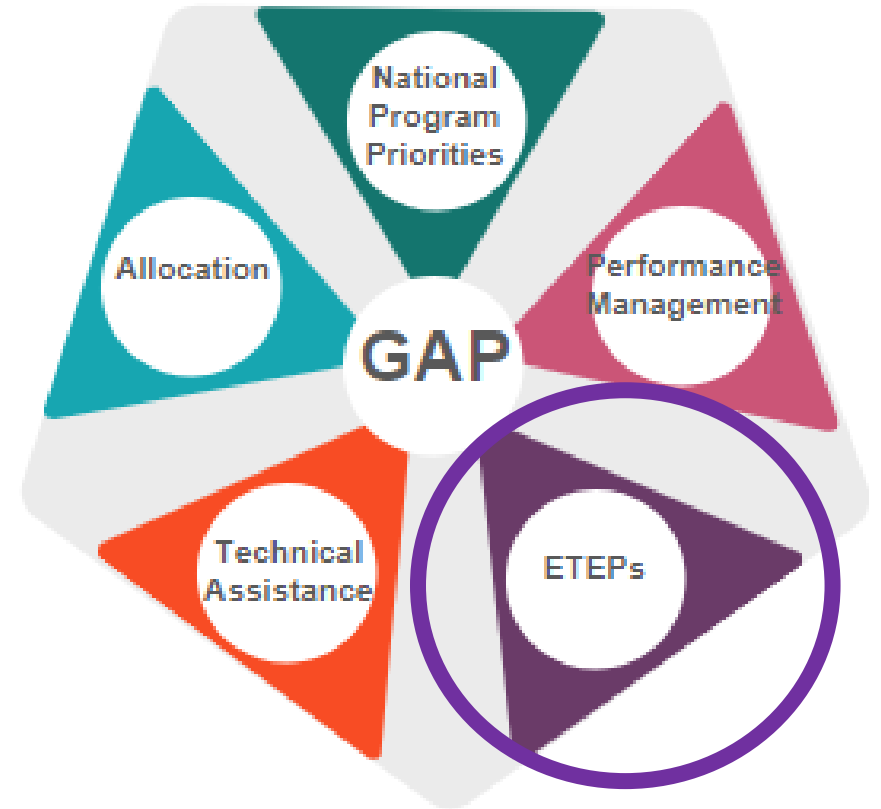 National
Program
Priorities
Allocation
Performance
Management
GAP
Technical
Assistance
ETEPs